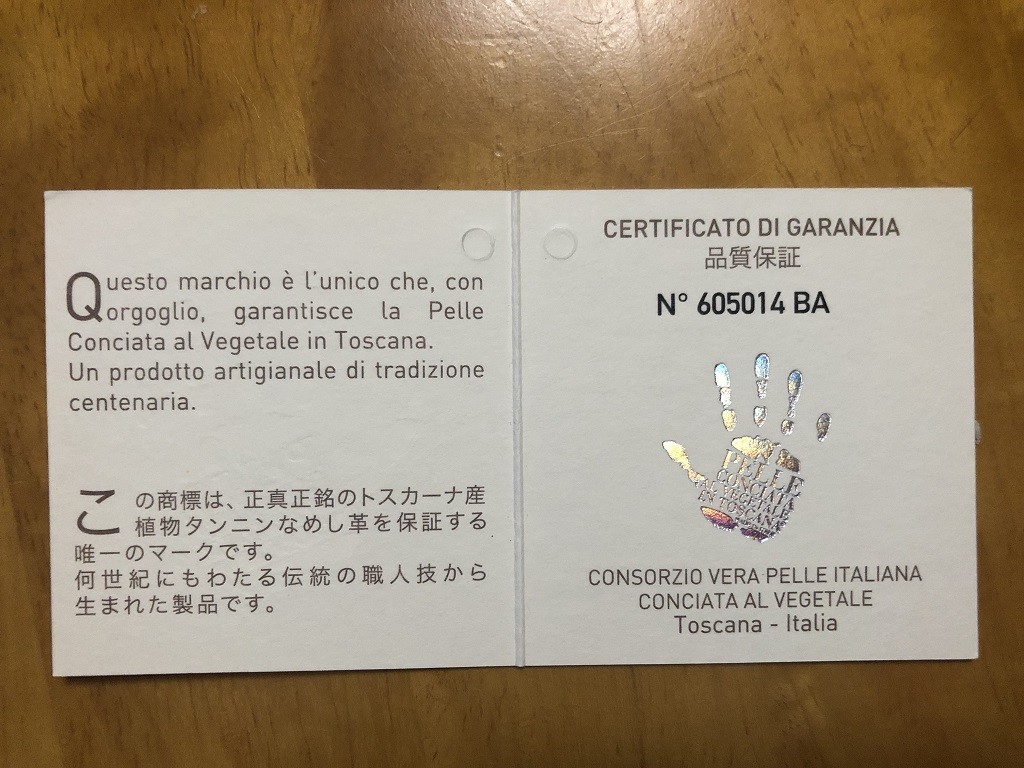 Questo marchio è l'unico che, con
orgoglio, garantisce la Pelle
Conciata al Vegetale in Toscana.
Un prodotto artigianale di tradizione
centenaria.
この商標は、正真正銘のトスカーナ産
植物タンニンなめし革を保証する
唯一のマークです。
何世紀にもわたる伝統の職人技から
生まれた製品です。
CERTIFICATO DI GARANZIA
品質保証
N° 605014 BA
PELLE
CONCIATA
AL VEGETALE
IN TOSCANA
CONSORZIO VERA PELLE ITALIANA
CONCIATA AL VEGETALE
Toscana - Italia